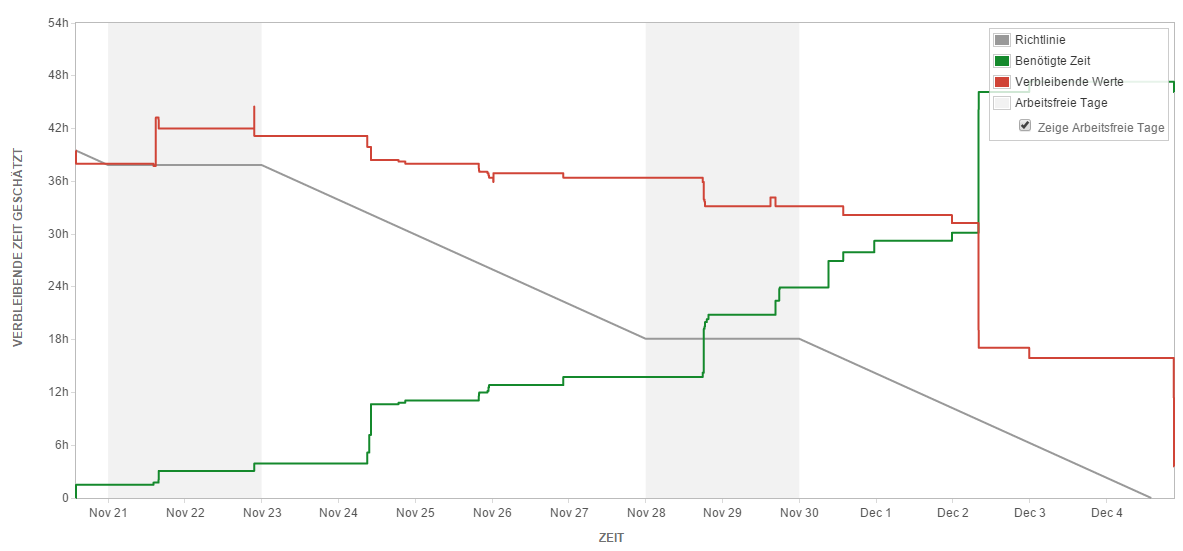 54h
48h
42h
36h
30h
24h
18h
12h
6h
0
VERBLEIBENDE ZEIT GESCHÄTZT
Richtlinie
Benötigte Zeit
Verbleibende Werte
Arbeitsfreie Tage
Zeige Arbeitsfreie Tage
Nov 21 Nov 22 Nov 23 Nov 24 Nov 25 Nov 26 Nov 27 Nov 28 Nov 29 Nov 30 Dec 1 Dec 2 Dec 3 Dec 4
ZEIT